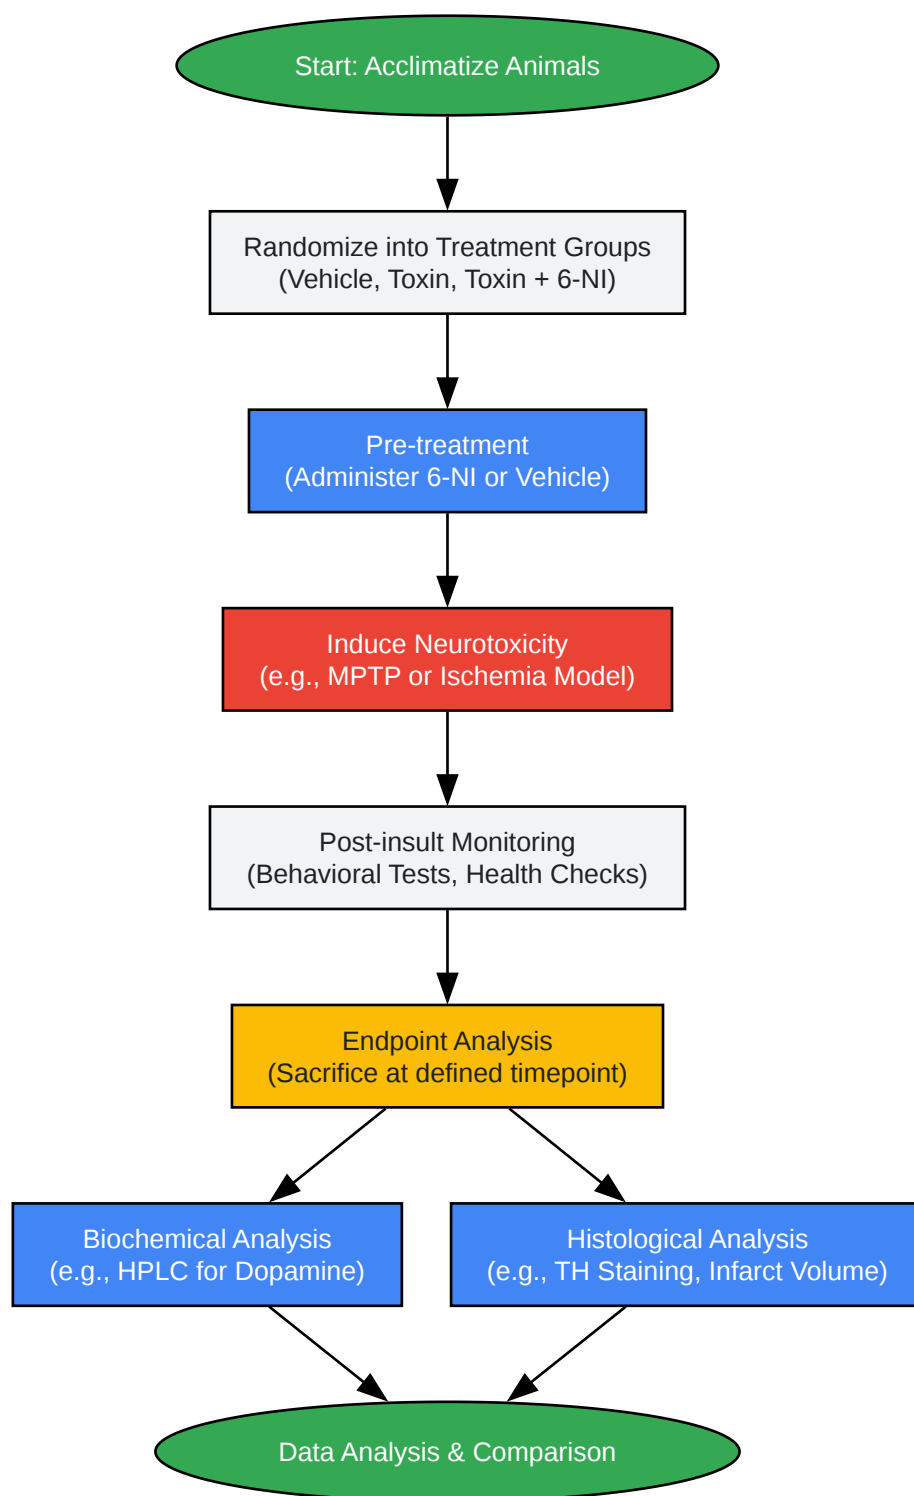 Start: Acclimatize Animals
Randomize into Treatment Groups
(Vehicle, Toxin, Toxin + 6-NI)
Pre-treatment
(Administer 6-NI or Vehicle)
Induce Neurotoxicity
(e.g., MPTP or Ischemia Model)
Post-insult Monitoring
(Behavioral Tests, Health Checks)
Endpoint Analysis
(Sacrifice at defined timepoint)
Biochemical Analysis
(e.g., HPLC for Dopamine)
Histological Analysis
(e.g., TH Staining, Infarct Volume)
Data Analysis & Comparison